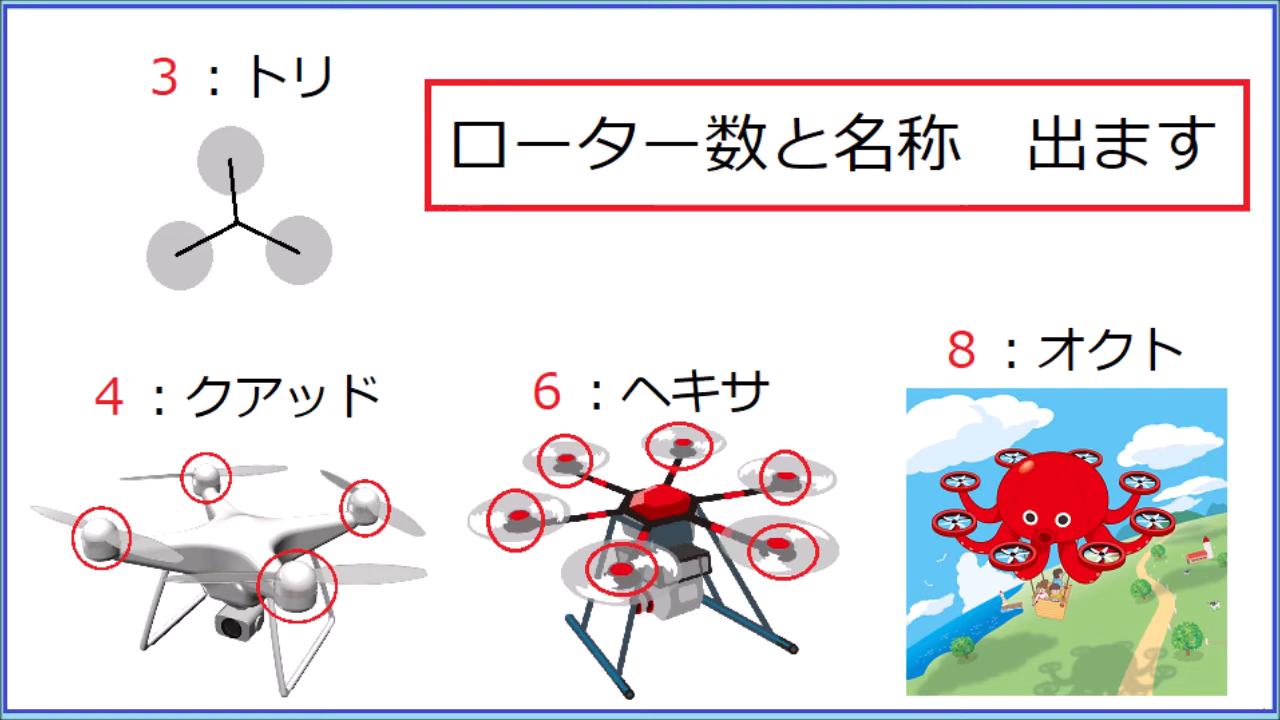 3 : トリ
ローター数と名称　出ます
4 : クアッド
6 : ヘキサ
8 : オクト